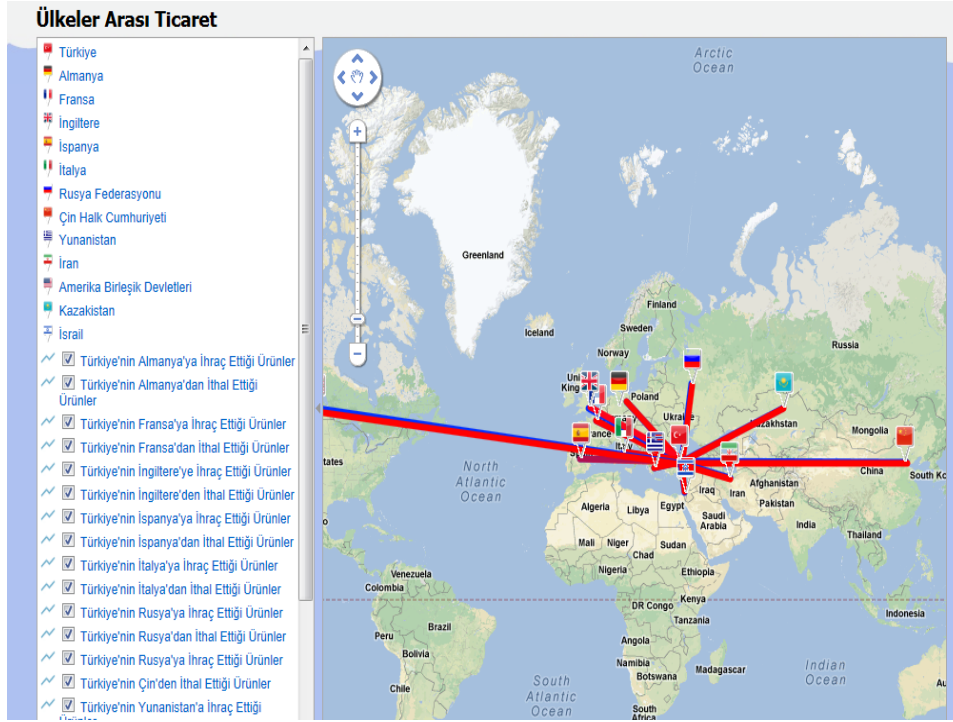 Ülkeler Arası Ticaret
Türkiye
Almanya
Fransa
İngiltere
İspanya
İtalya
Rusya Federasyonu
Çin Halk Cumhuriyeti
Yunanistan
İran
Amerika Birleşik Devletleri
Kazakistan
İsrail
Türkiye'nin Almanya'ya İhraç Ettiği Ürünler
Türkiye'nin Almanya'dan İthal Ettiği
Ürünler
Türkiye'nin Fransa'ya İhraç Ettiği Ürünler
Türkiye'nin Fransa'dan İthal Ettiği Ürünler
Türkiye'nin İngiltere'ye İhraç Ettiği Ürünler
Türkiye'nin İngiltere'den İthal Ettiği Ürünler
Türkiye'nin İspanya'ya İhraç Ettiği Ürünler
Türkiye'nin İspanya'dan İthal Ettiği Ürünler
Türkiye'nin İtalya'ya İhraç Ettiği Ürünler
Türkiye'nin İtalya'dan İthal Ettiği Ürünler
Türkiye'nin Rusya'ya İhraç Ettiği Ürünler
Türkiye'nin Rusya'dan İthal Ettiği Ürünler
Türkiye'nin Rusya'ya İhraç Ettiği Ürünler
Türkiye'nin Çin'den İthal Ettiği Ürünler
Türkiye'nin Yunanistan'a İhraç Ettiği
Ürünler
Arctic
Ocean
Greenland
Finland
Iceland
Sweden
Norway
Russia
Uni
King
Poland
Ukraine
Kazakhstan
Mongolia
rance
Italy
tates
North
Atlantic
Ocean
China
South Ko
Afghanistan
Iraq
Iran
Pakistan
Algeria
Libya
Egypt
Saudi
Arabia
India
Thailand
Mali
Niger
Sudan
Chad
Nigeria
Ethiopia
Venezuela
Colombia
Kenya
DR Congo
Tanzania
Indonesia
Brazil
Peru
Angola
Bolivia
Namibia
Botswana
Madagascar
Indian
Ocean
Chile
South
Atlantic
Ocean
South
Africa
Au